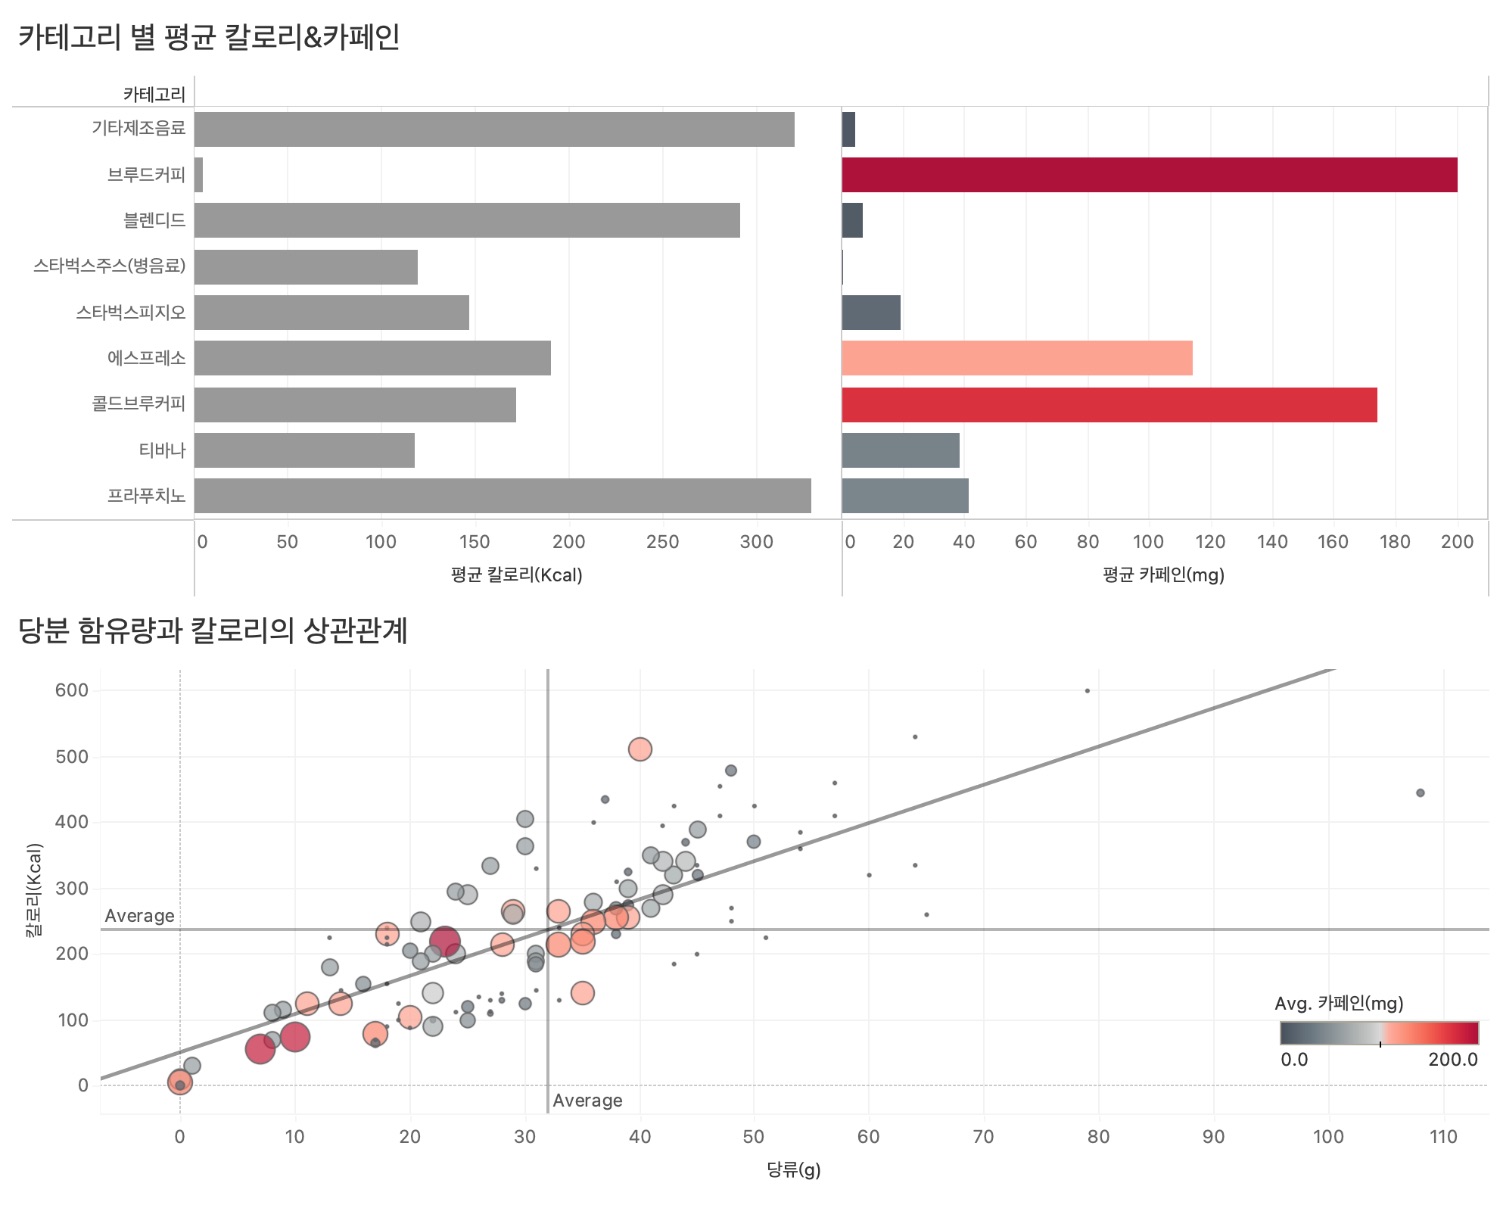 카테고리 별 평균 칼로리&카페인
카테고리
기타제조음료
브루드커피
블렌디드
스타벅스주스(병음료)
스타벅스피지오
에스프레소
콜드브루커피
티바나
프라푸치노
0 50 100 150 200 250 300
0 20 40 60 80 100 120 140 160 180 200
평균 칼로리(Kcal)
평균 카페인(mg)
당분 함유량과 칼로리의 상관관계
600
500
400
300
200
100
0
칼로리(Kcal)
Average
Average
Avg. 카페인(mg)
0.0 200.0
0 10 20 30 40 50 60 70 80 90 100 110
당류(g)